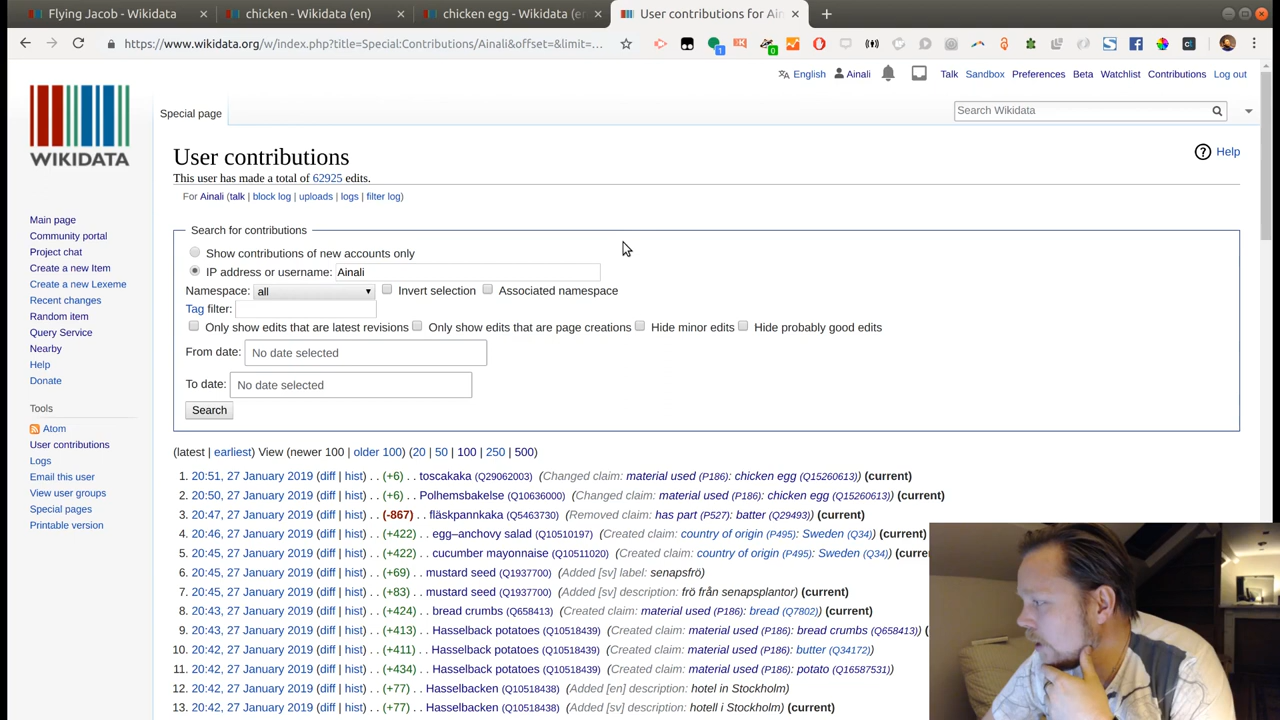 Flying Jacob - Wikidata
chicken - Wikidata (en)
chicken egg - Wikidata (en
User contributions for Ain
https://www.wikidata.org/w/index.php?title=Special:Contributions/Ainali&offset=&limit=...
English Ainali Talk Sandbox Preferences Beta Watchlist Contributions Log out
Special page
Search Wikidata
WIKIDATA
User contributions
Help
This user has made a total of 62925 edits.
For Ainali (talk | block log | uploads | logs | filter log)
Main page
Community portal
Project chat
Create a new Item
Create a new Lexeme
Recent changes
Random item
Query Service
Nearby
Help
Donate
Tools
Atom
User contributions
Logs
Email this user
View user groups
Special pages
Printable version
Search for contributions
Show contributions of new accounts only
IP address or username: Ainali
Namespace: all Invert selection Associated namespace
Tag filter:
Only show edits that are latest revisions Only show edits that are page creations Hide minor edits Hide probably good edits
From date: No date selected
To date: No date selected
Search
(latest | earliest) View (newer 100 | older 100) (20 | 50 | 100 | 250 | 500)
1. 20:51, 27 January 2019 (diff | hist) . . (+6) . . toscakaka (Q29062003) (Changed claim: material used (P186): chicken egg (Q15260613)) (current)
2. 20:50, 27 January 2019 (diff | hist) . . (+6) . . Polhemsbakelse (Q10636000) (Changed claim: material used (P186): chicken egg (Q15260613)) (current)
3. 20:47, 27 January 2019 (diff | hist) . . (-867) . . fläskpannkaka (Q5463730) (Removed claim: has part (P527): batter (Q29493)) (current)
4. 20:46, 27 January 2019 (diff | hist) . . (+422) . . egg–anchovy salad (Q10510197) (Created claim: country of origin (P495): Sweden (Q34)) (current)
5. 20:45, 27 January 2019 (diff | hist) . . (+422) . . cucumber mayonnaise (Q10511020) (Created claim: country of origin (P495): Sweden (Q34)) (curre
6. 20:45, 27 January 2019 (diff | hist) . . (+69) . . mustard seed (Q1937700) (Added [sv] label: senapsfrö)
7. 20:45, 27 January 2019 (diff | hist) . . (+83) . . mustard seed (Q1937700) (Added [sv] description: frö från senapsplantor) (current)
8. 20:43, 27 January 2019 (diff | hist) . . (+424) . . bread crumbs (Q658413) (Created claim: material used (P186): bread (Q7802)) (current)
9. 20:43, 27 January 2019 (diff | hist) . . (+413) . . Hasselback potatoes (Q10518439) (Created claim: material used (P186): bread crumbs (Q658413)) (
10. 20:42, 27 January 2019 (diff | hist) . . (+411) . . Hasselback potatoes (Q10518439) (Created claim: material used (P186): butter (Q34172))
11. 20:42, 27 January 2019 (diff | hist) . . (+434) . . Hasselback potatoes (Q10518439) (Created claim: material used (P186): potato (Q16587531))
12. 20:42, 27 January 2019 (diff | hist) . . (+77) . . Hasselbacken (Q10518438) (Added [en] description: hotel in Stockholm)
13. 20:42, 27 January 2019 (diff | hist) . . (+77) . . Hasselbacken (Q10518438) (Added [sv] description: hotell i Stockholm) (current)